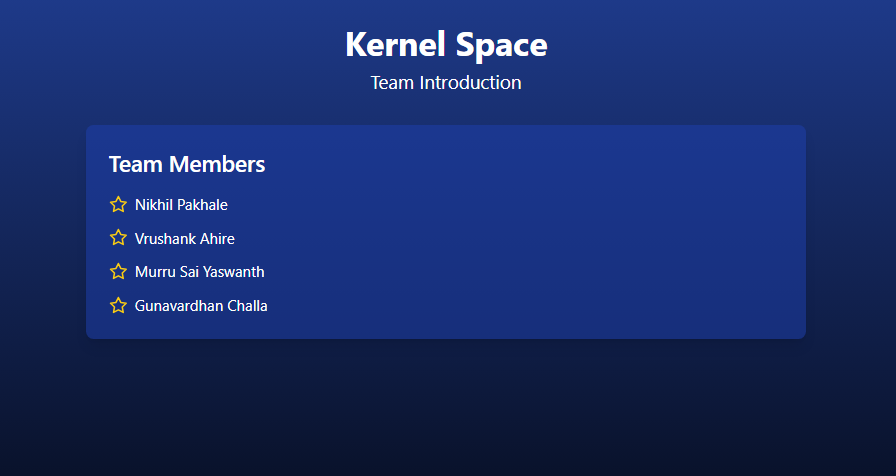 Kernel Space
Team Introduction
Team Members
Nikhil Pakhale
Vrushank Ahire
Murru Sai Yaswanth
Gunavardhan Challa